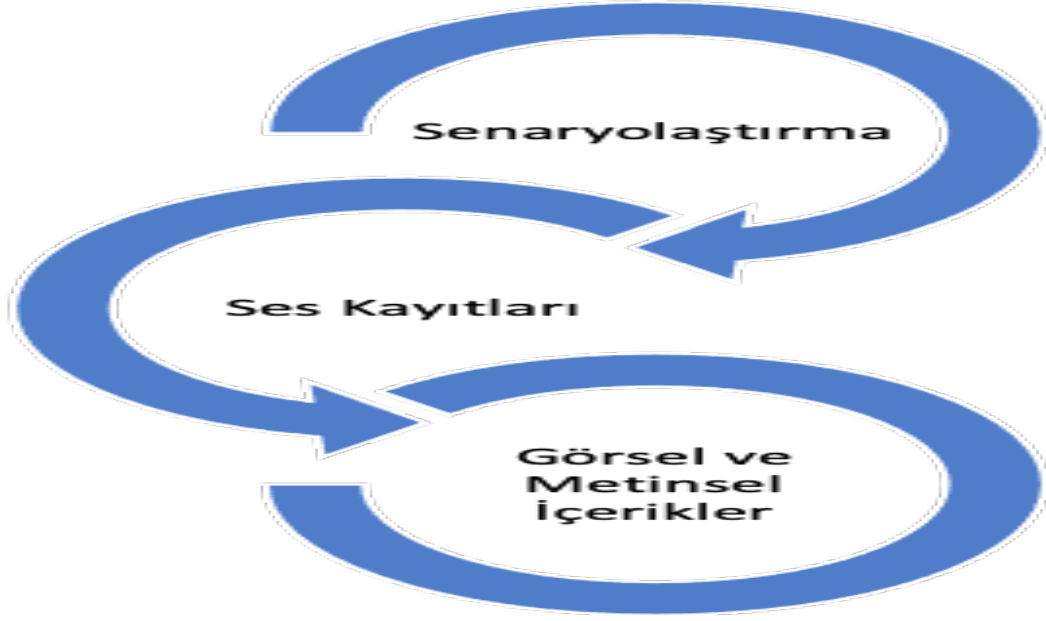 Senaryolaştırma
Ses Kayıtları
Görsel ve
Metinsel
İçerikler